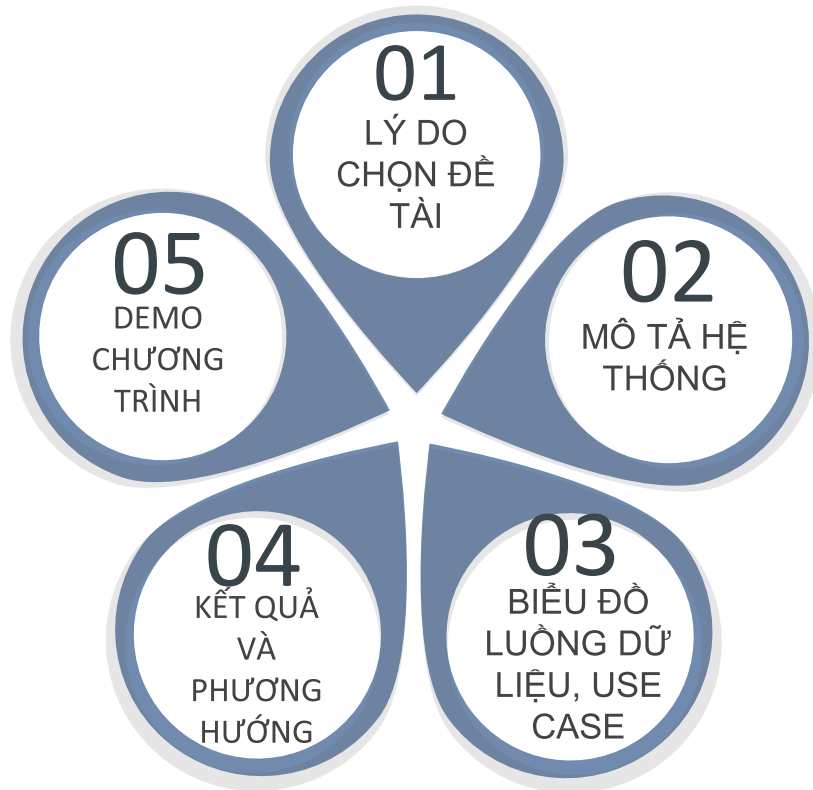 01
LÝ DO
CHỌN ĐỀ
TÀI
02
MÔ TẢ HỆ
THỐNG
03
BIỂU ĐỒ
LUỒNG DỮ
LIỆU, USE
CASE
04
KẾT QUẢ
VÀ
PHƯƠNG
HƯỚNG
05
DEMO
CHƯƠNG
TRÌNH